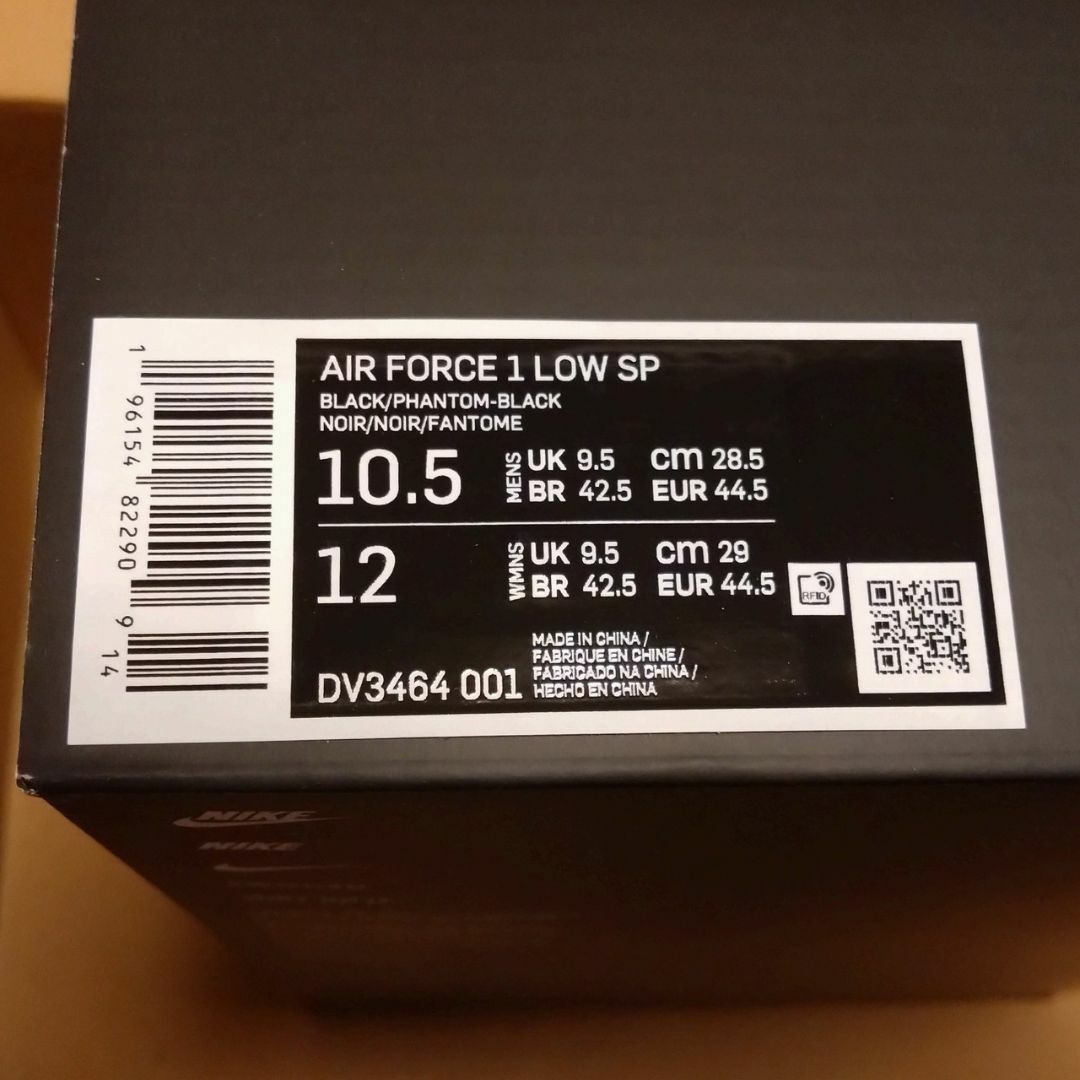 AIR FORCE 1 LOW SP
BLACK/PHANTOM-BLACK
NOIR/NOIR/FANTOME
10.5 MENS UK 9.5 cm 28.5
BR 42.5 EUR 44.5
12 WMNS UK 9.5 cm 29
BR 42.5 EUR 44.5
RFID
DV3464 001
MADE IN CHINA /
FABRIQUE EN CHINE /
FABRICADO NA CHINA /
HECHO EN CHINA
1 96154 82290 9 14
NIKE
NIKE